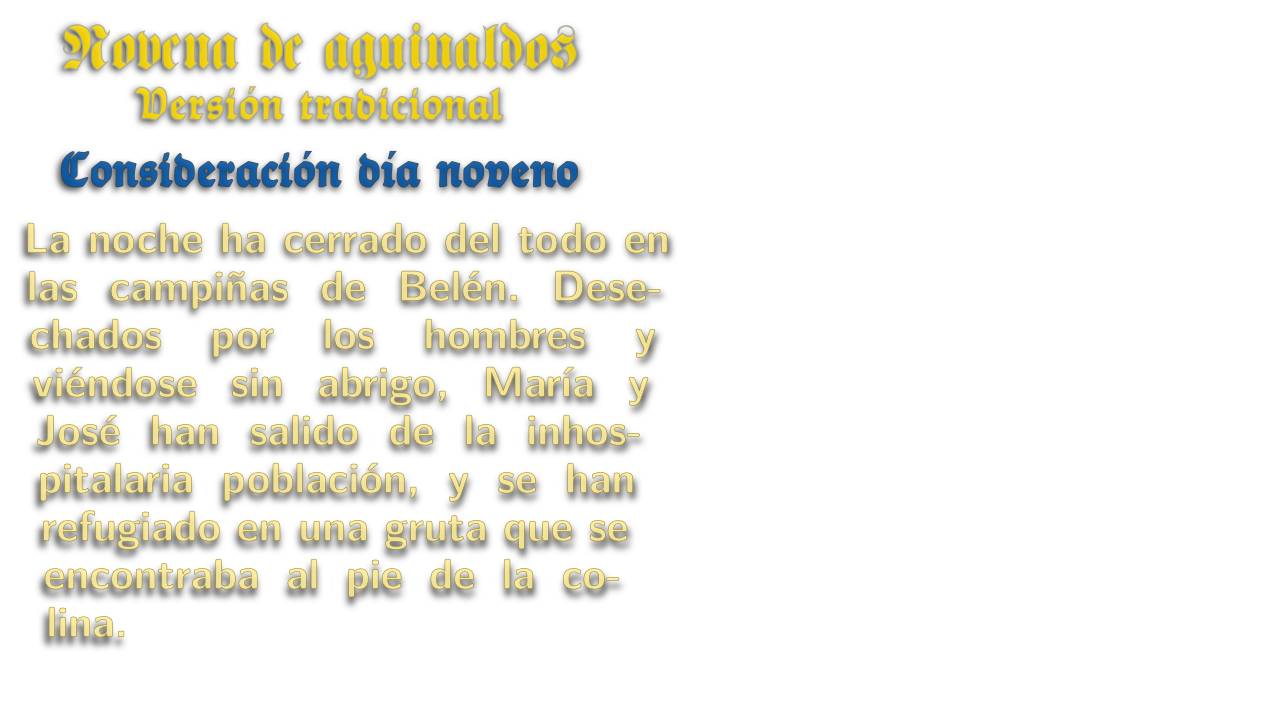 Novena de aguinaldos
Versión tradicional
Consideración día noveno
La noche ha cerrado del todo en
las campiñas de Belén. Dese-
chados por los hombres y
viéndose sin abrigo, María y
José han salido de la inhos-
pitalaria población, y se han
refugiado en una gruta que se
encontraba al pie de la co-
lina.